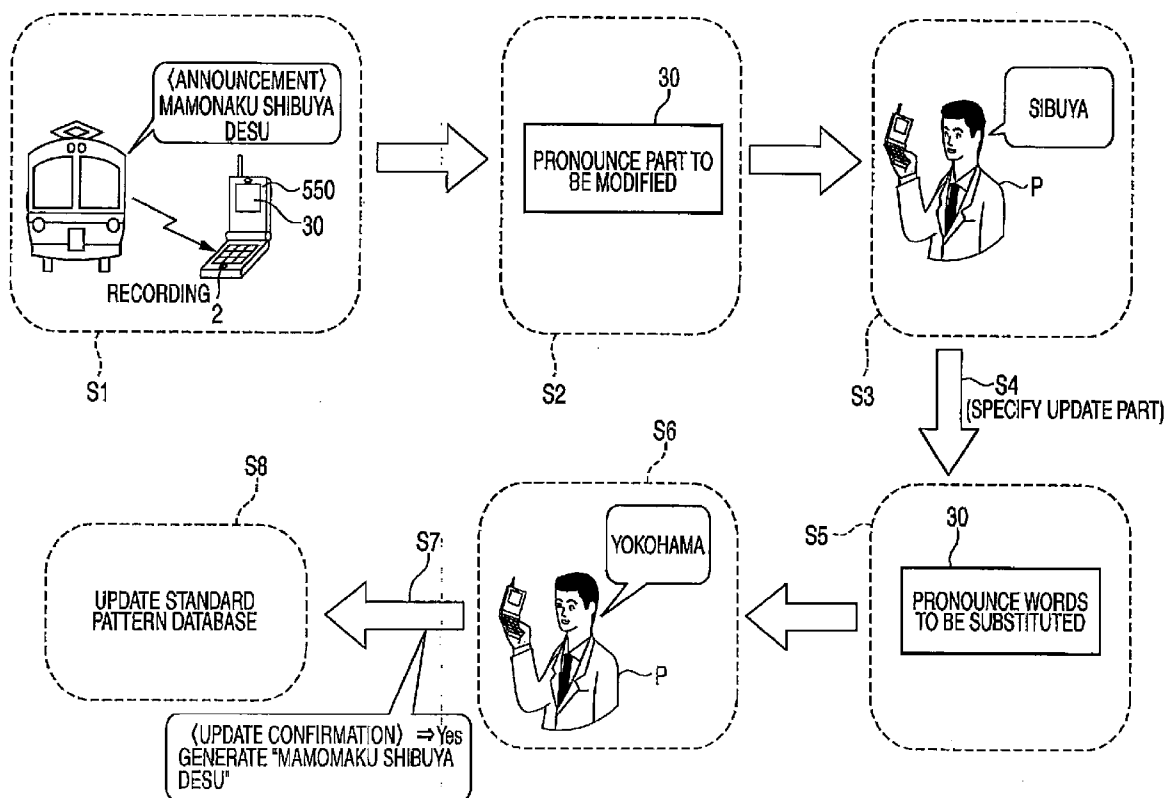 〈ANNOUNCEMENT〉
MAMONAKU SHIBUYA
DESU
550
30
RECORDING
2
S1
30
PRONOUNCE PART TO
BE MODIFIED
S2
SIBUYA
P
S3
S4
(SPECIFY UPDATE PART)
S5
30
PRONOUNCE WORDS
TO BE SUBSTITUTED
S6
YOKOHAMA
P
S7
〈UPDATE CONFIRMATION〉 ⇒Yes
GENERATE "MAMOMAKU SHIBUYA
DESU"
S8
UPDATE STANDARD
PATTERN DATABASE